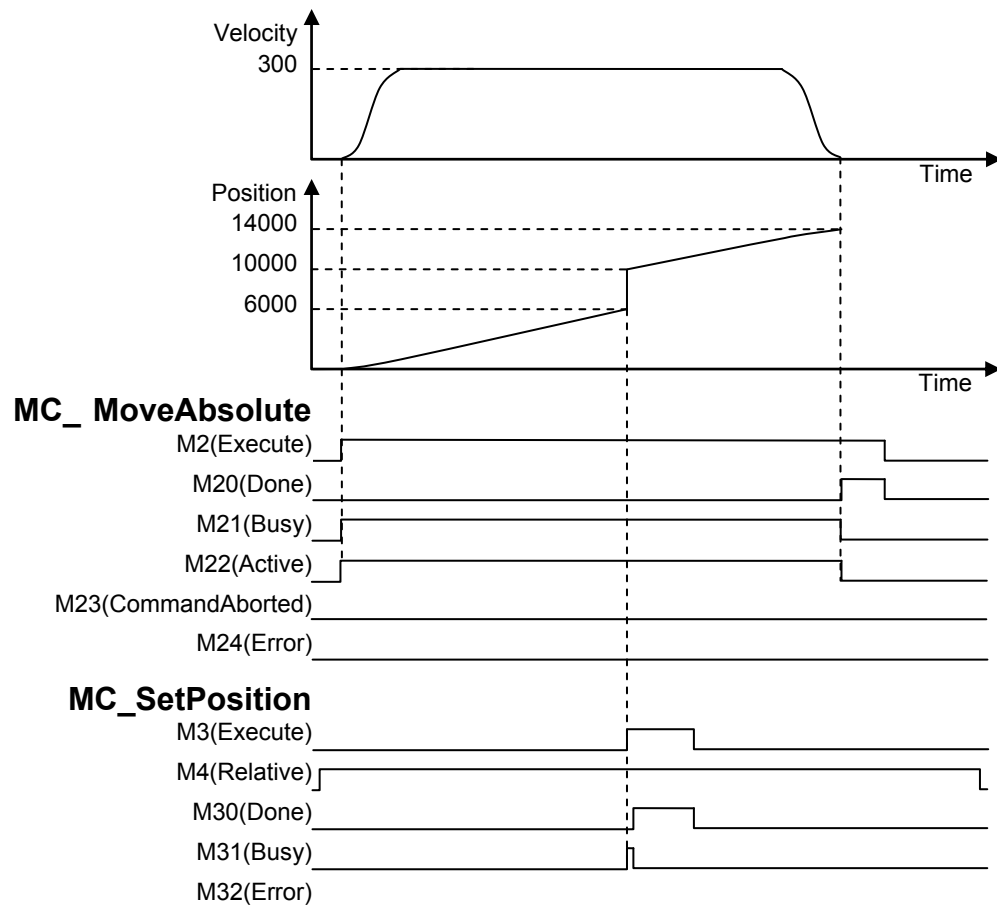 Velocity
300
Time
Position
14000
10000
6000
Time
MC_ MoveAbsolute
M2(Execute)
M20(Done)
M21(Busy)
M22(Active)
M23(CommandAborted)
M24(Error)
MC_SetPosition
M3(Execute)
M4(Relative)
M30(Done)
M31(Busy)
M32(Error)